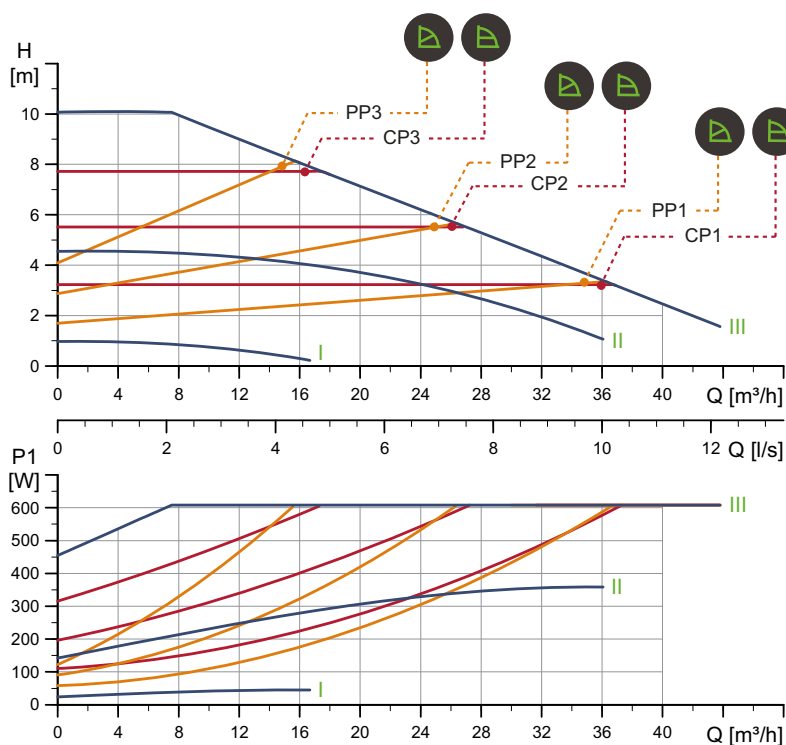 H
[m]
PP3
CP3
PP2
CP2
PP1
CP1
10
8
6
4
2
0
I
II
III
0 4 8 12 16 20 24 28 32 36 40 Q [m³/h]
0 2 4 6 8 10 12 Q [l/s]
P1
[W]
600
500
400
300
200
100
0
III
II
I
0 4 8 12 16 20 24 28 32 36 40 Q [m³/h]